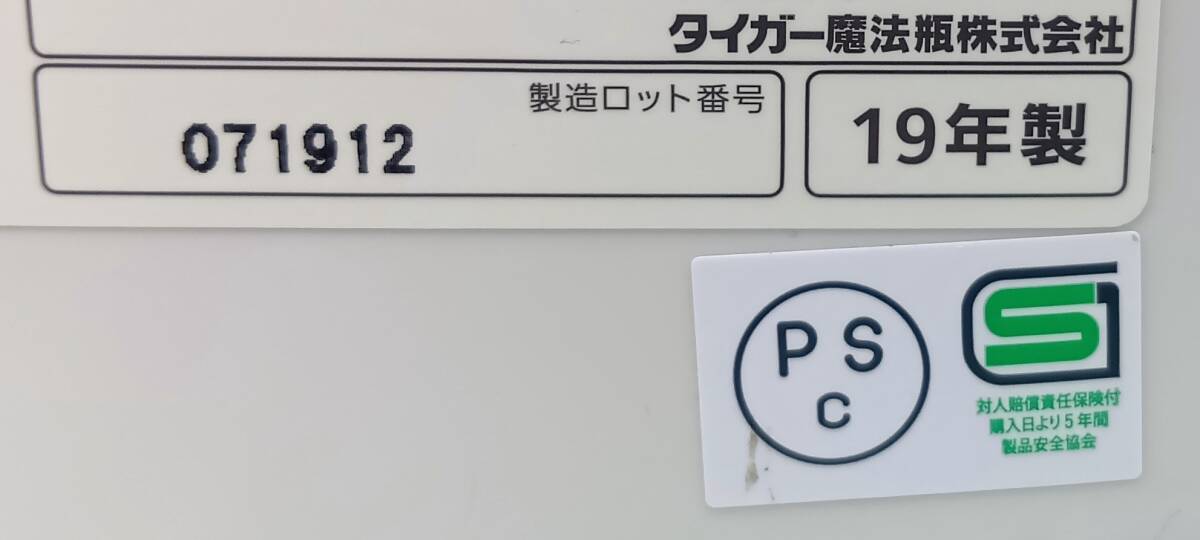 タイガー魔法瓶株式会社
製造ロット番号
071912
19年製
PS
C
SG
対人賠償責任保険付
購入日より5年間
製品安全協会